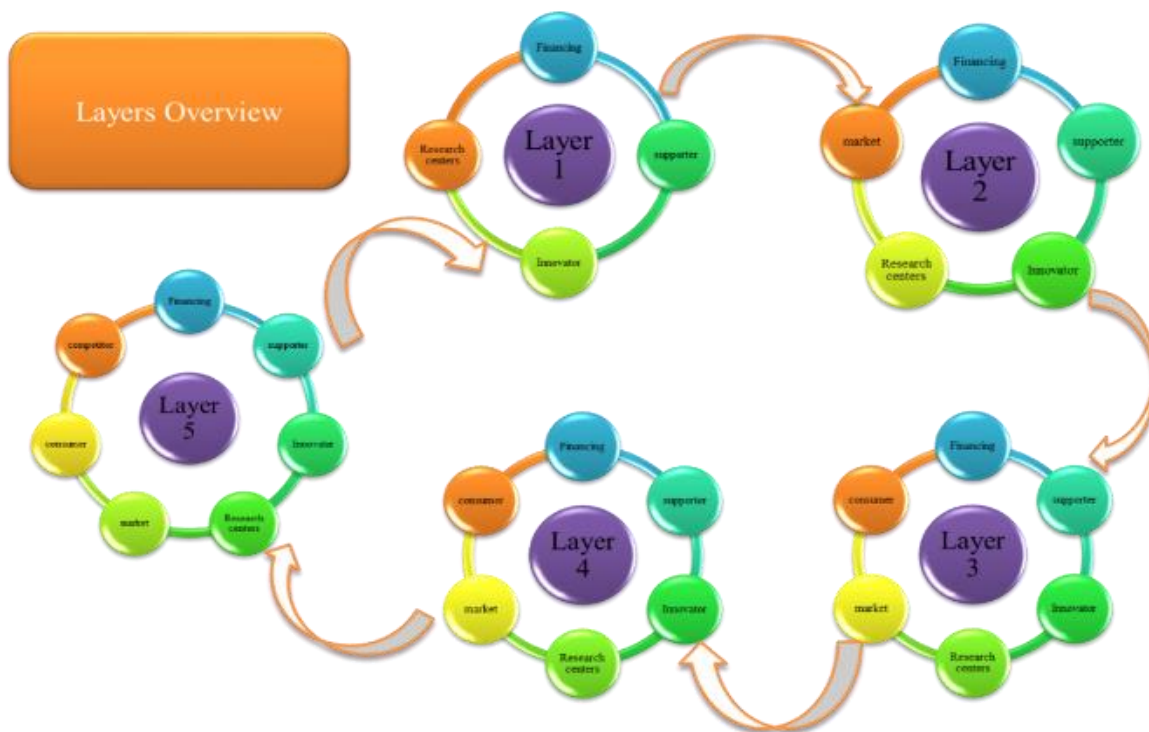 Layers Overview
Financing
Research
centers
Layer
1
supporter
Innovator
Financing
market
supporter
Layer
2
Research
centers
Innovator
Financing
competitor
supporter
Layer
5
consumer
Innovator
market
Research
centers
Financing
consumer
supporter
Layer
4
market
Innovator
Research
centers
Financing
consumer
supporter
Layer
3
market
Innovator
Research
centers